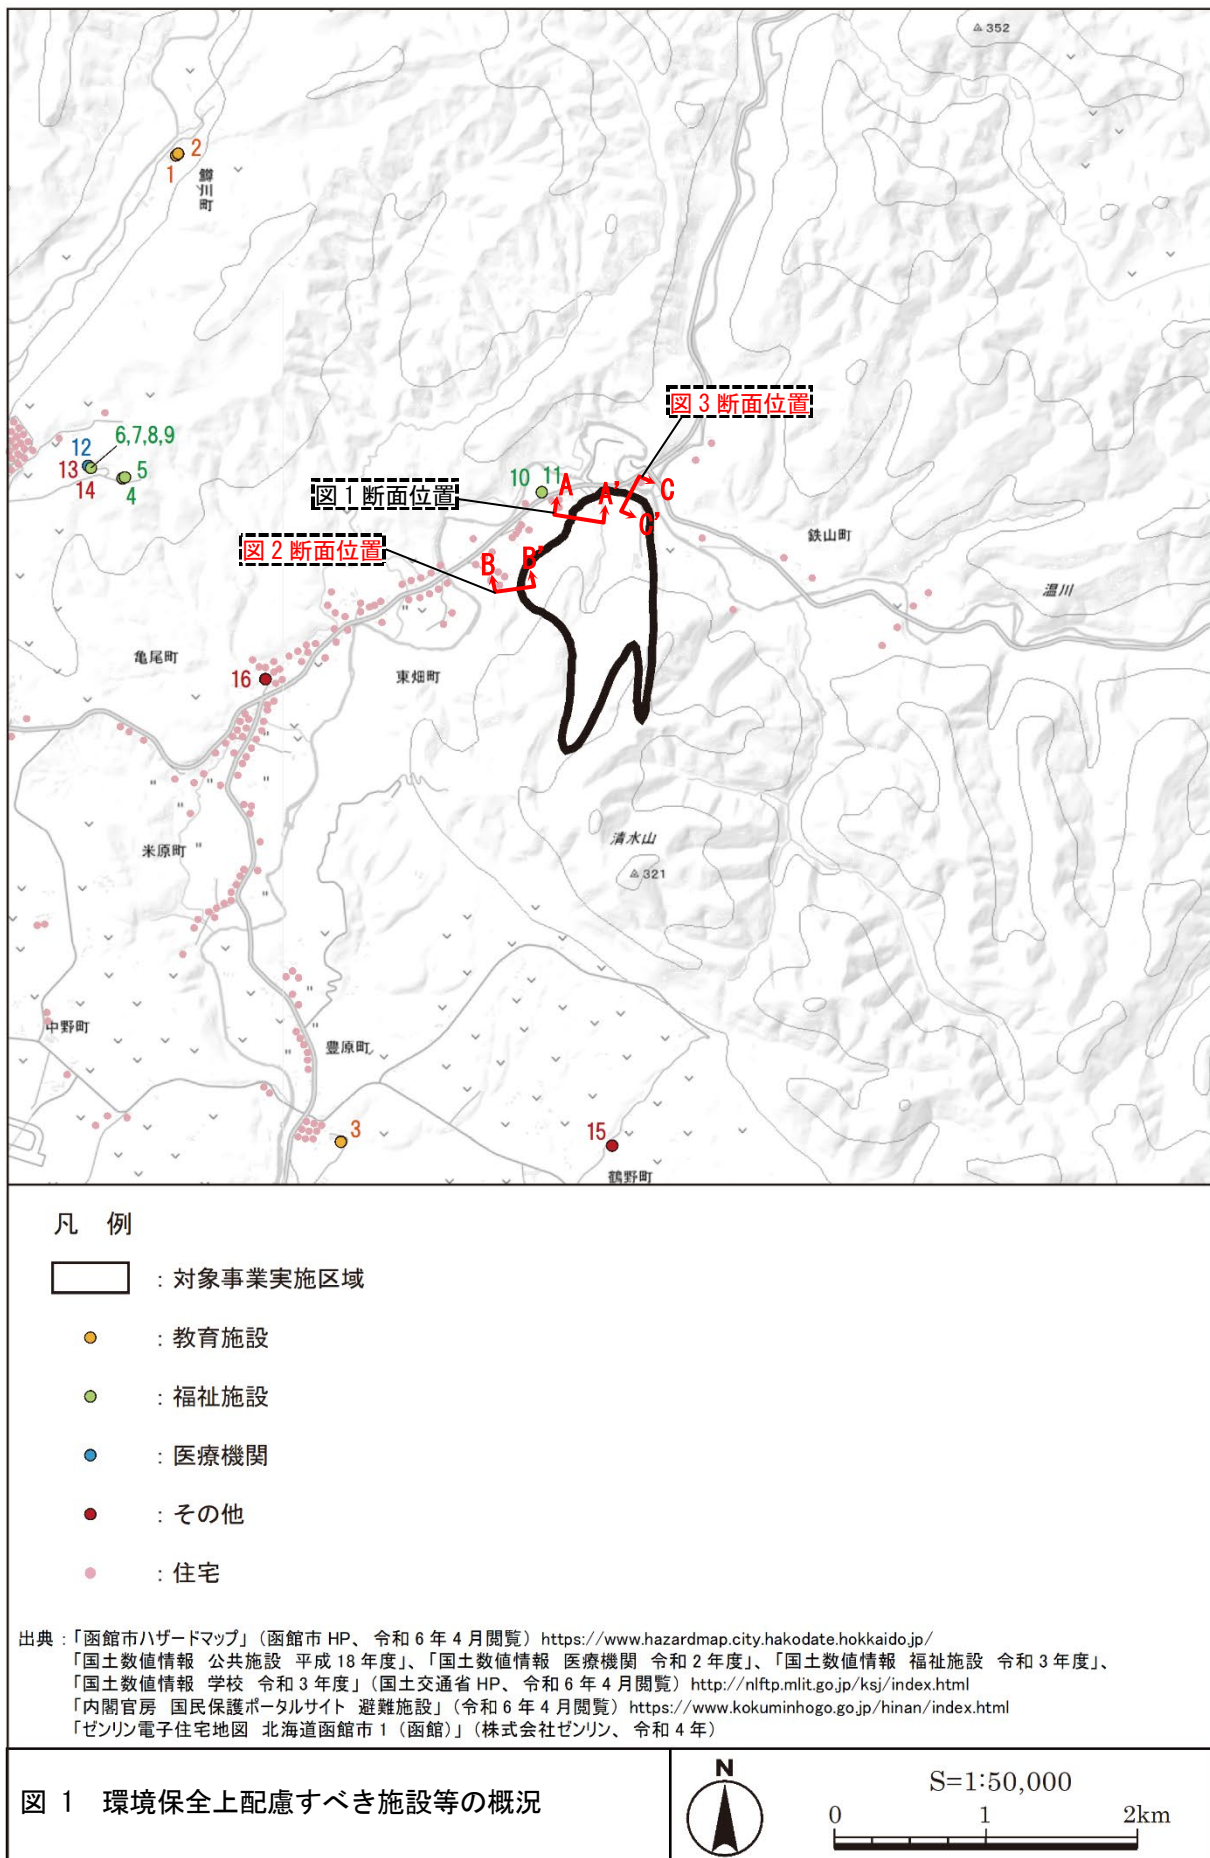 352
2
1
鱒川町
図3断面位置
6,7,8,9
12
13
5
14
4
10
11
A
A'
C
C'
図1断面位置
図2断面位置
B
B'
鉄山町
温川
亀尾町
16
東畑町
清水山
321
米原町
中野町
豊原町
3
15
鶴野町
凡 例
：対象事業実施区域
：教育施設
：福祉施設
：医療機関
：その他
：住宅
出典：「函館市ハザードマップ」（函館市 HP、 令和 6 年 4 月閲覧）https://www.hazardmap.city.hakodate.hokkaido.jp/
「国土数値情報 公共施設 平成 18 年度」、「国土数値情報 医療機関 令和 2 年度」、「国土数値情報 福祉施設 令和 3 年度」、
「国土数値情報 学校 令和 3 年度」（国土交通省 HP、 令和 6 年 4 月閲覧）http://nlftp.mlit.go.jp/ksj/index.html
「内閣官房 国民保護ポータルサイト 避難施設」（令和 6 年 4 月閲覧）https://www.kokuminhogo.go.jp/hinan/index.html
「ゼンリン電子住宅地図 北海道函館市 1（函館）」（株式会社ゼンリン、 令和 4 年）
図 1 環境保全上配慮すべき施設等の概況
N
S=1:50,000
0 1 2km